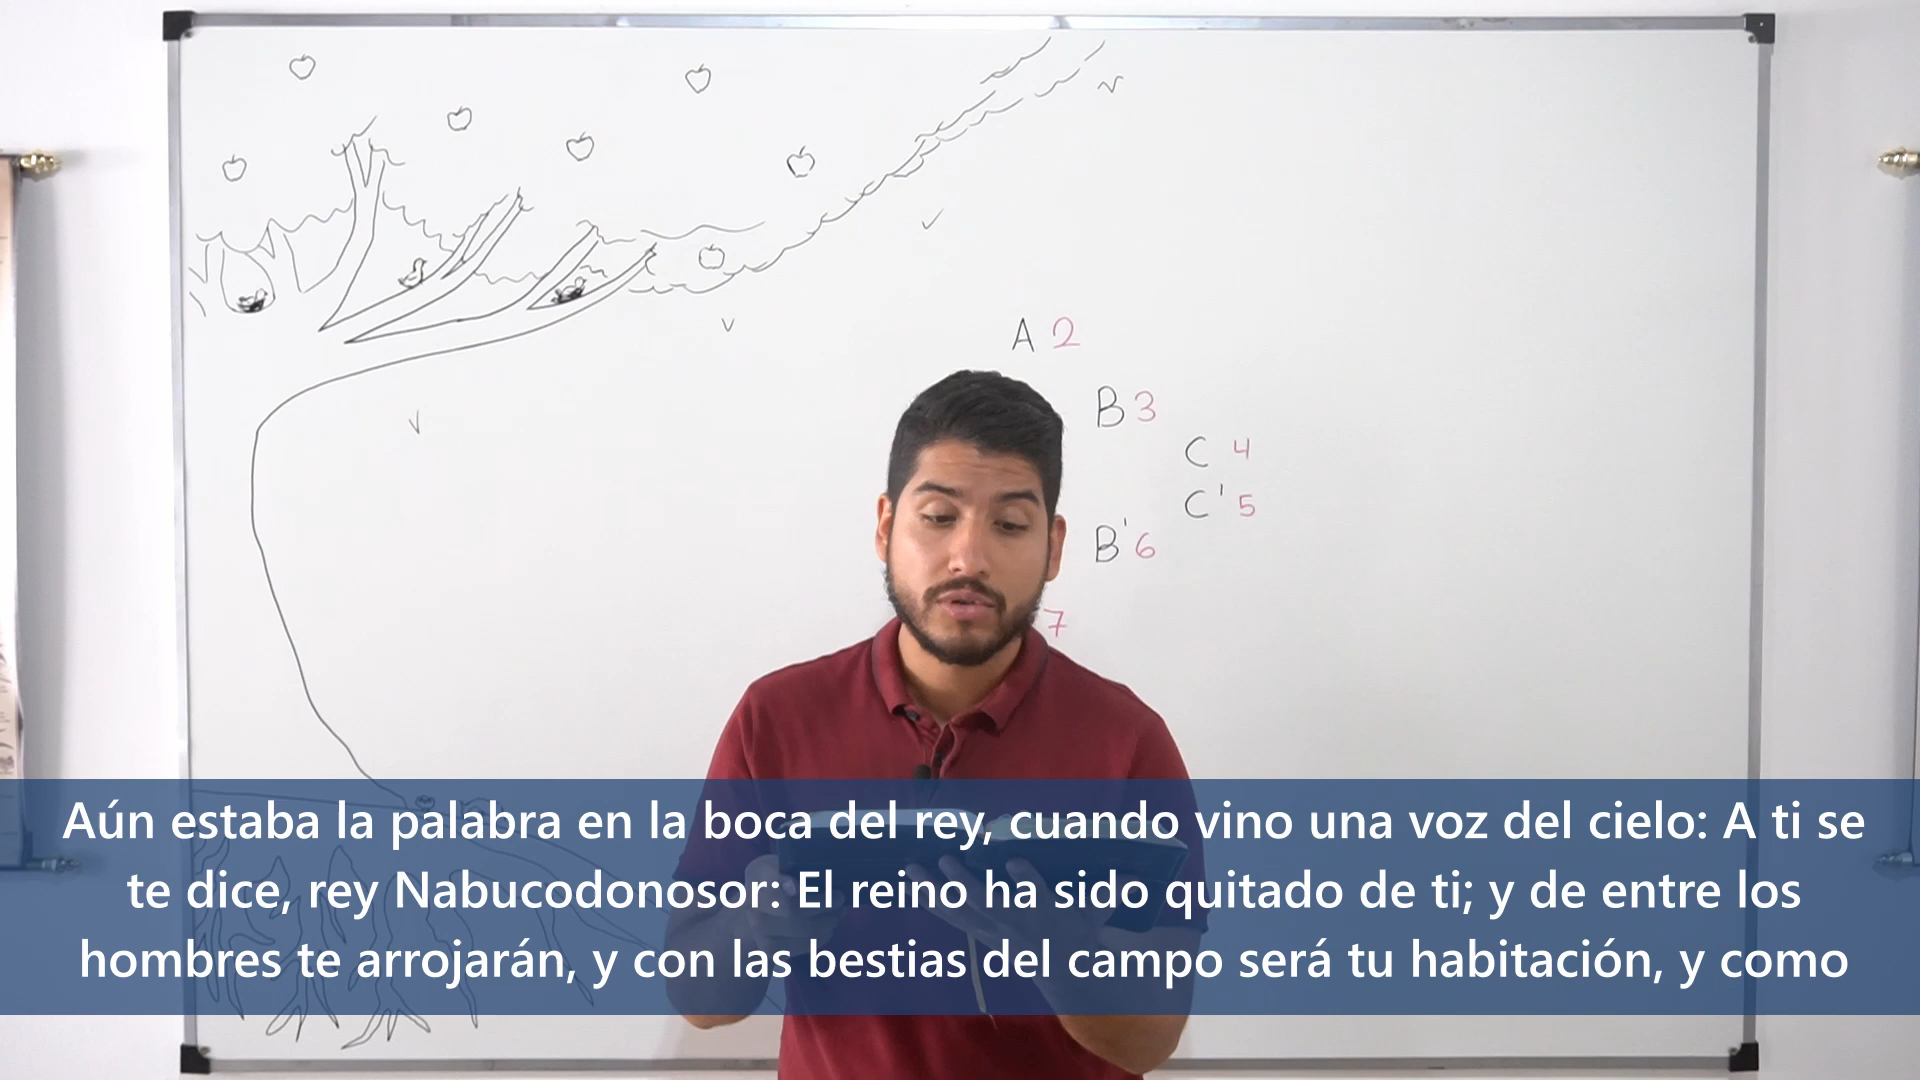 A 2
B 3
C 4
C' 5
B' 6
7
Aún estaba la palabra en la boca del rey, cuando vino una voz del cielo: A ti se
te dice, rey Nabucodonosor: El reino ha sido quitado de ti; y de entre los
hombres te arrojarán, y con las bestias del campo será tu habitación, y como